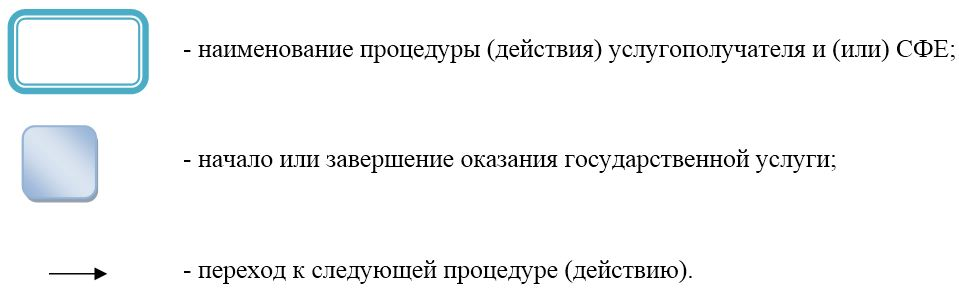 - наименование процедуры (действия) услугополучателя и (или) СФЕ;
- начало или завершение оказания государственной услуги;
- переход к следующей процедуре (действию).